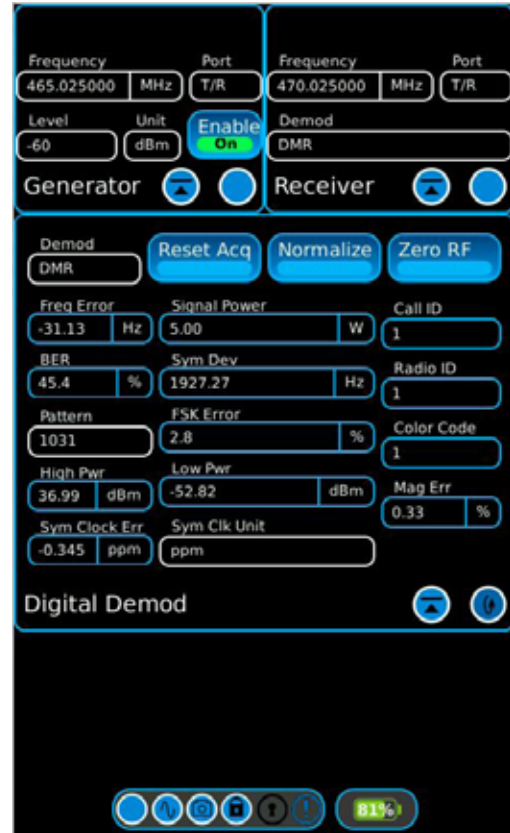 Frequency Port
465.025000 MHz T/R
Level Unit
-60 dBm
Enable
On
Generator
Frequency Port
470.025000 MHz T/R
Demod
DMR
Receiver
Demod
DMR
Reset Acq Normalize Zero RF
Freq Error Signal Power Call ID
-31.13 Hz 5.00 W 1
BER Sym Dev Radio ID
45.4 % 1927.27 Hz 1
Pattern FSK Error Color Code
1031 2.8 % 1
High Pwr Low Pwr Mag Err
36.99 dBm -52.82 dBm 0.33 %
Sym Clock Err Sym Clk Unit
-0.345 ppm ppm
Digital Demod
81%